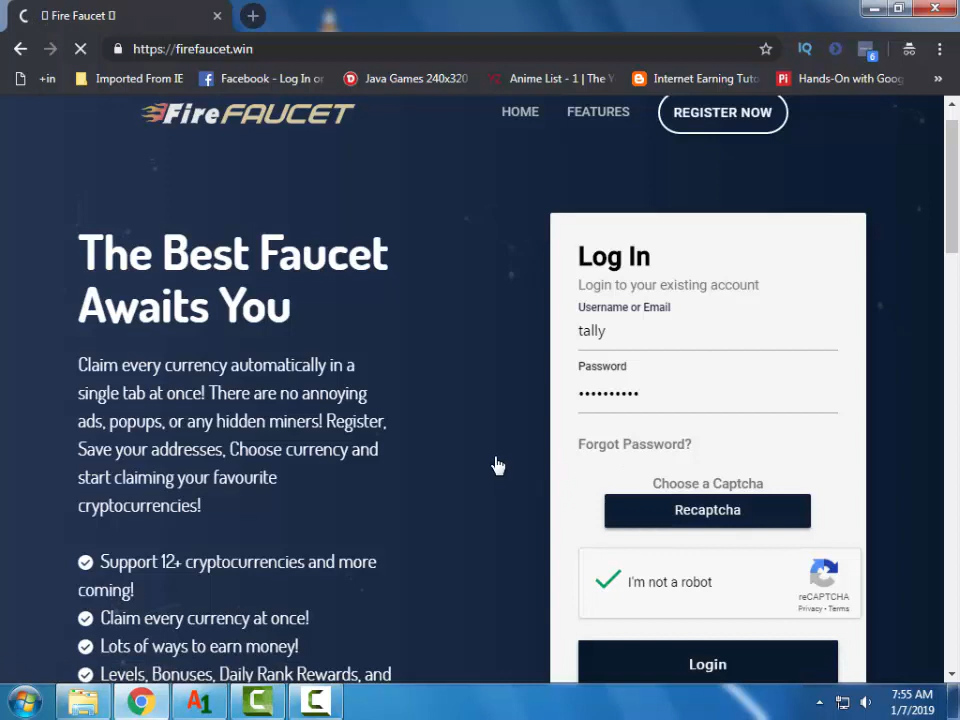 Fire Faucet
https://firefaucet.win
IQ
6
+in
Imported From IE
Facebook - Log In or
Java Games 240x320
Anime List - 1 | The
Internet Earning Tuto
Hands-On with Goog
»
FireFAUCET
HOME
FEATURES
REGISTER NOW
The Best Faucet
Awaits You
Claim every currency automatically in a
single tab at once! There are no annoying
ads, popups, or any hidden miners! Register,
Save your addresses, Choose currency and
start claiming your favourite
cryptocurrencies!
Support 12+ cryptocurrencies and more
coming!
Claim every currency at once!
Lots of ways to earn money!
Levels, Bonuses, Daily Rank Rewards, and
Log In
Login to your existing account
Username or Email
tally
Password
••••••••••
Forgot Password?
Choose a Captcha
Recaptcha
I'm not a robot
reCAPTCHA
Privacy - Terms
Login
7:55 AM
1/7/2019